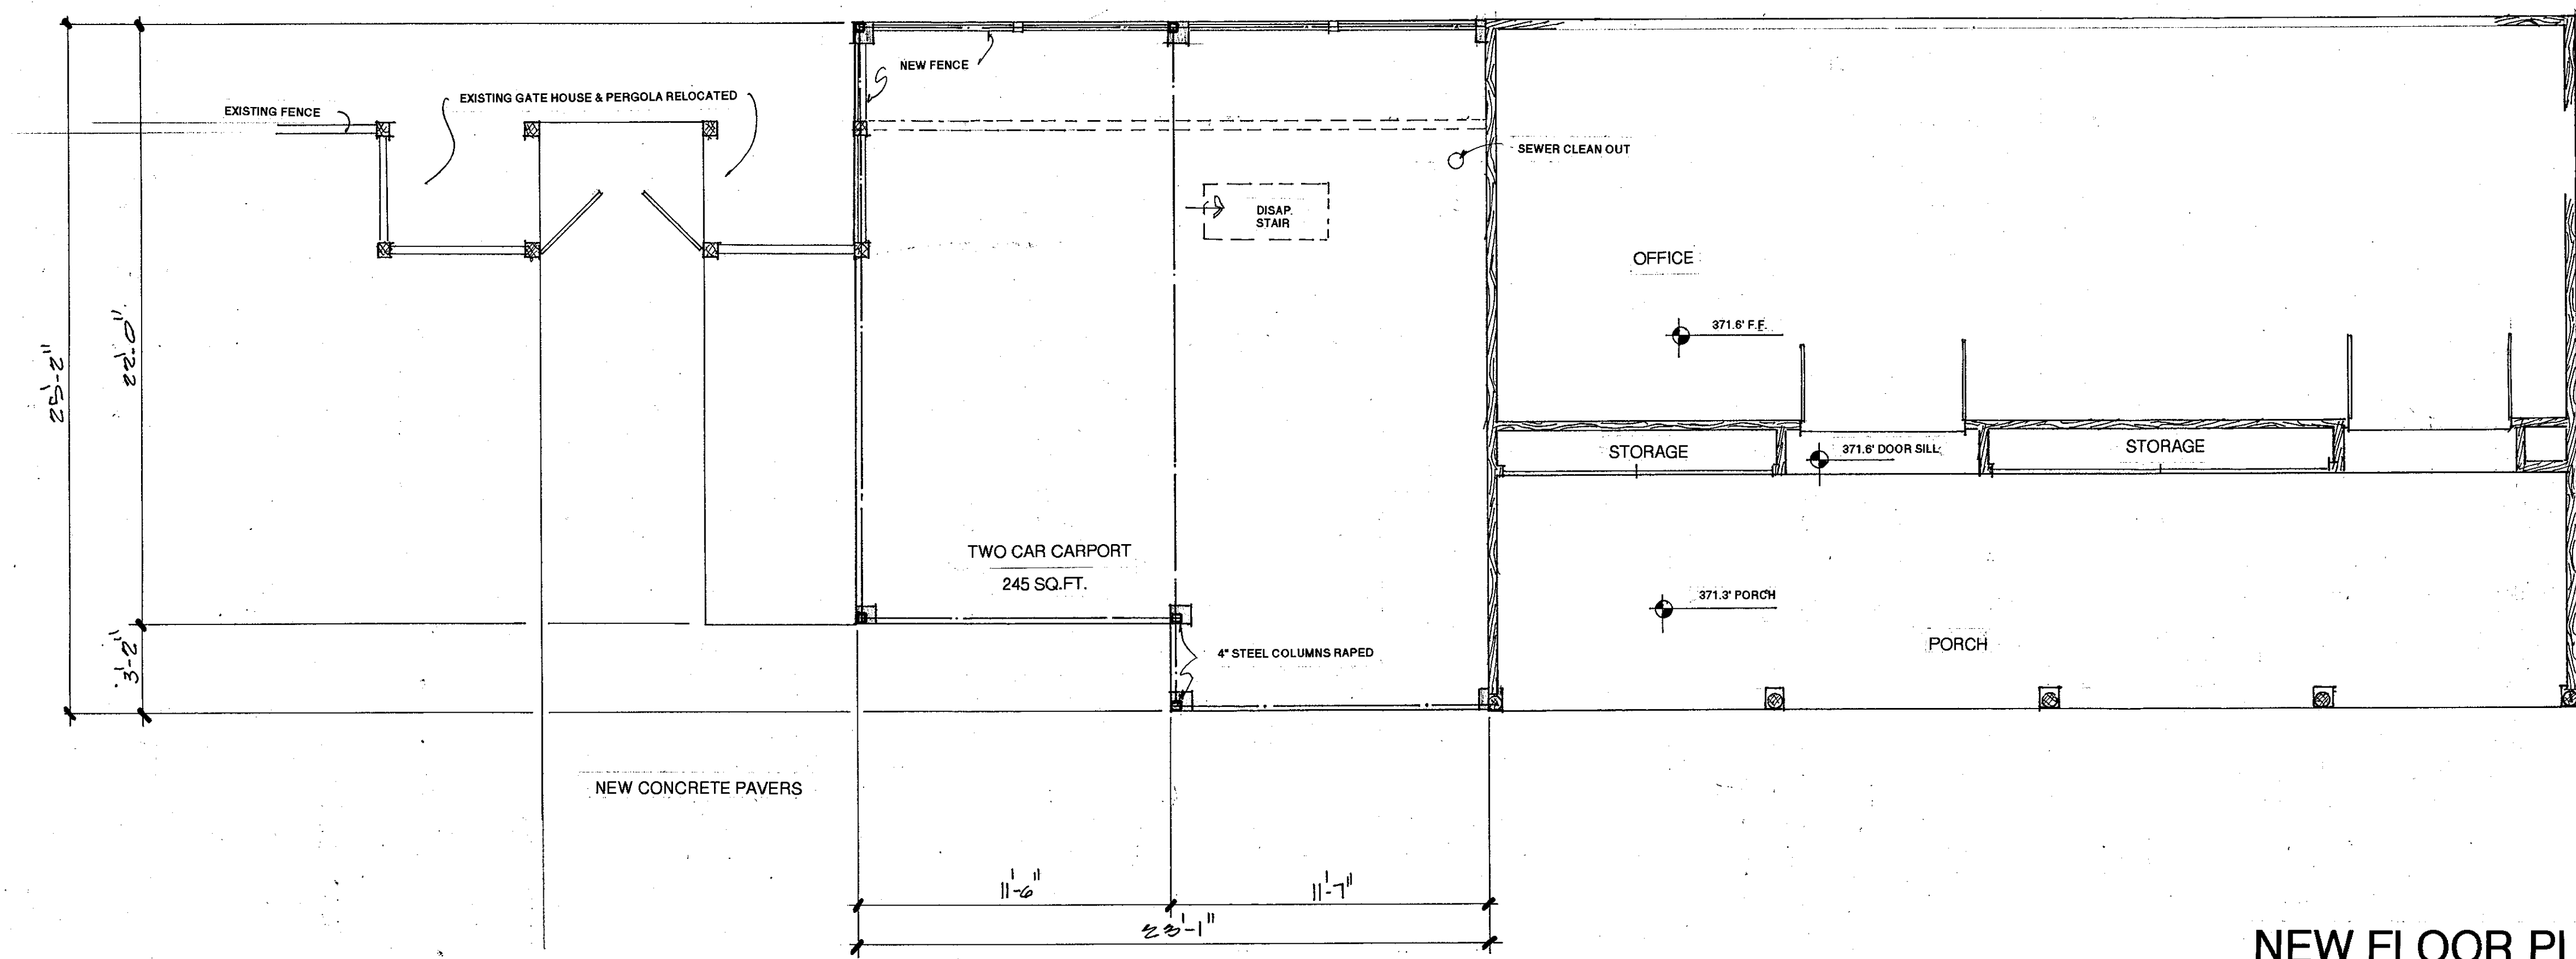 NEW FENCE
EXISTING GATE HOUSE & PERGOLA RELOCATED
EXISTING FENCE
SEWER CLEAN OUT
DISAP.
STAIR
OFFICE
371.6' F.F.
25'-2"
22'-0"
3'-2"
STORAGE
371.6' DOOR SILL
STORAGE
TWO CAR CARPORT
245 SQ.FT.
371.3' PORCH
PORCH
4" STEEL COLUMNS RAPED
NEW CONCRETE PAVERS
11'-6"
11'-7"
23'-1"
NEW FLOOR PL